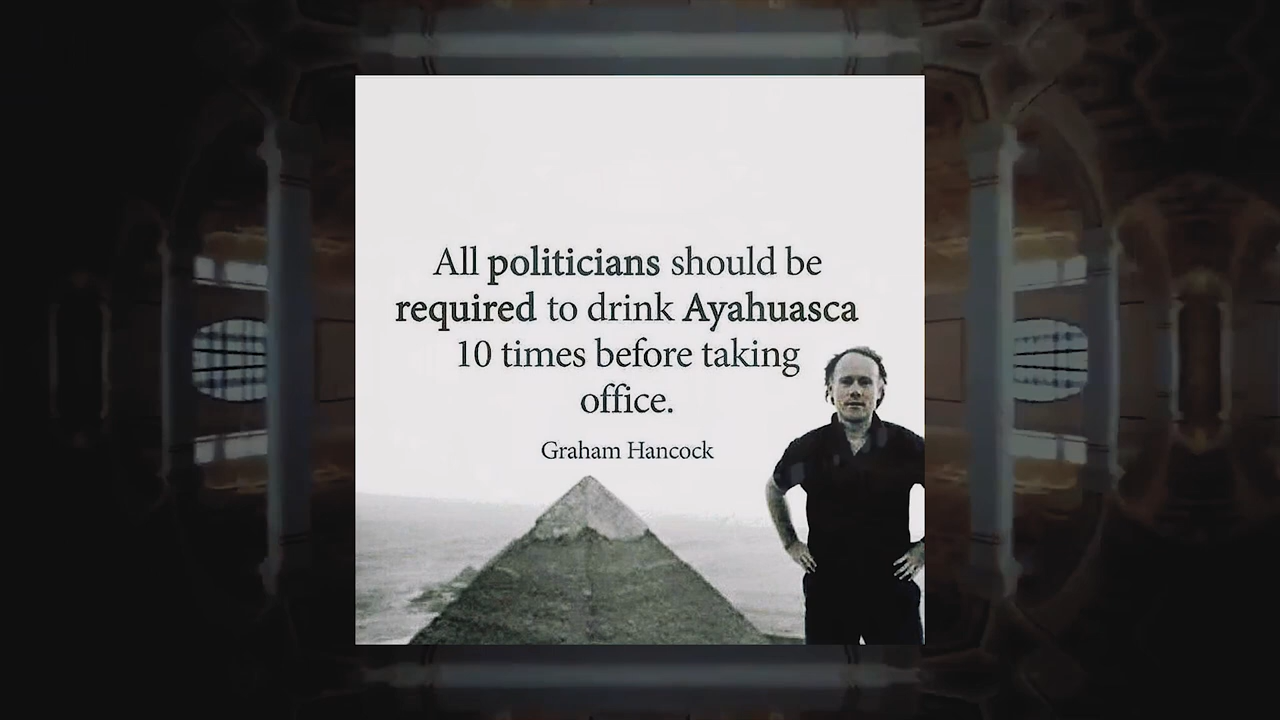 All politicians should be
required to drink Ayahuasca
10 times before taking
office.
Graham Hancock